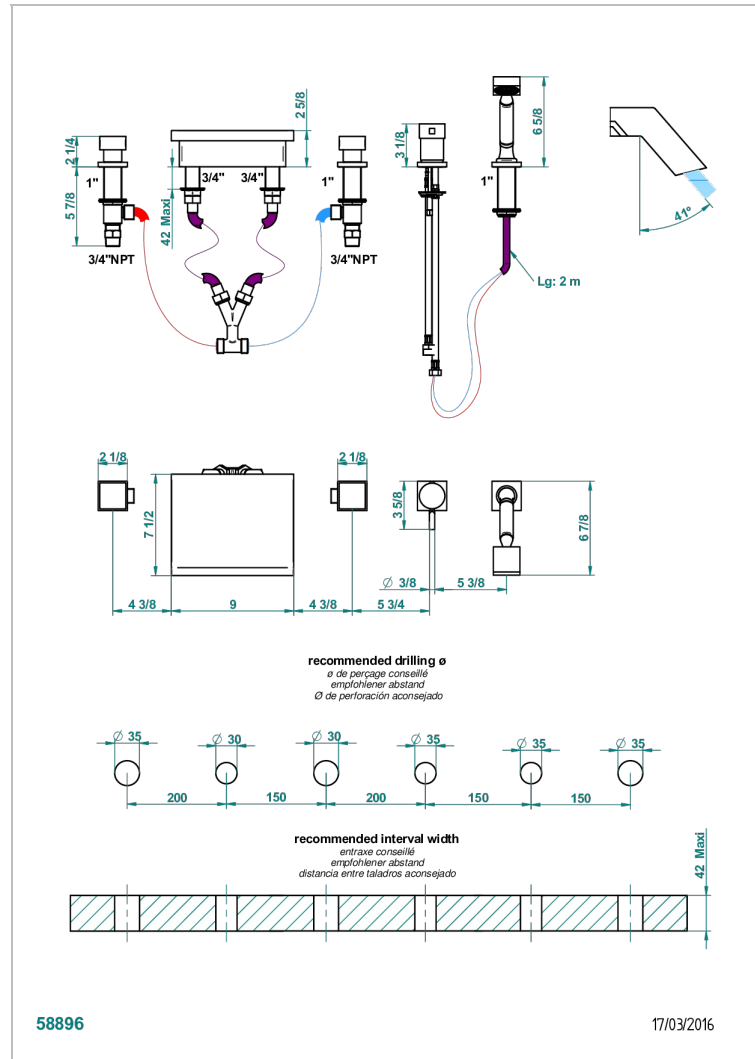 2 1/4
5 7/8
1"
3/4"NPT
2 5/8
3/4"
3/4"
42 Maxi
1"
3/4"NPT
3 1/8
6 5/8
1"
Lg: 2 m
41°
2 1/8
7 1/2
2 1/8
3 5/8
6 7/8
Ø 3/8
5 3/8
4 3/8
9
4 3/8
5 3/4
recommended drilling ø
ø de perçage conseillé
empfohlener abstand
Ø de perforación aconsejado
Ø 35
Ø 30
Ø 30
Ø 35
Ø 35
Ø 35
200
150
200
150
150
recommended interval width
entraxe conseillé
empfohlener abstand
distancia entre taladros aconsejado
42 Maxi
58896
17/03/2016